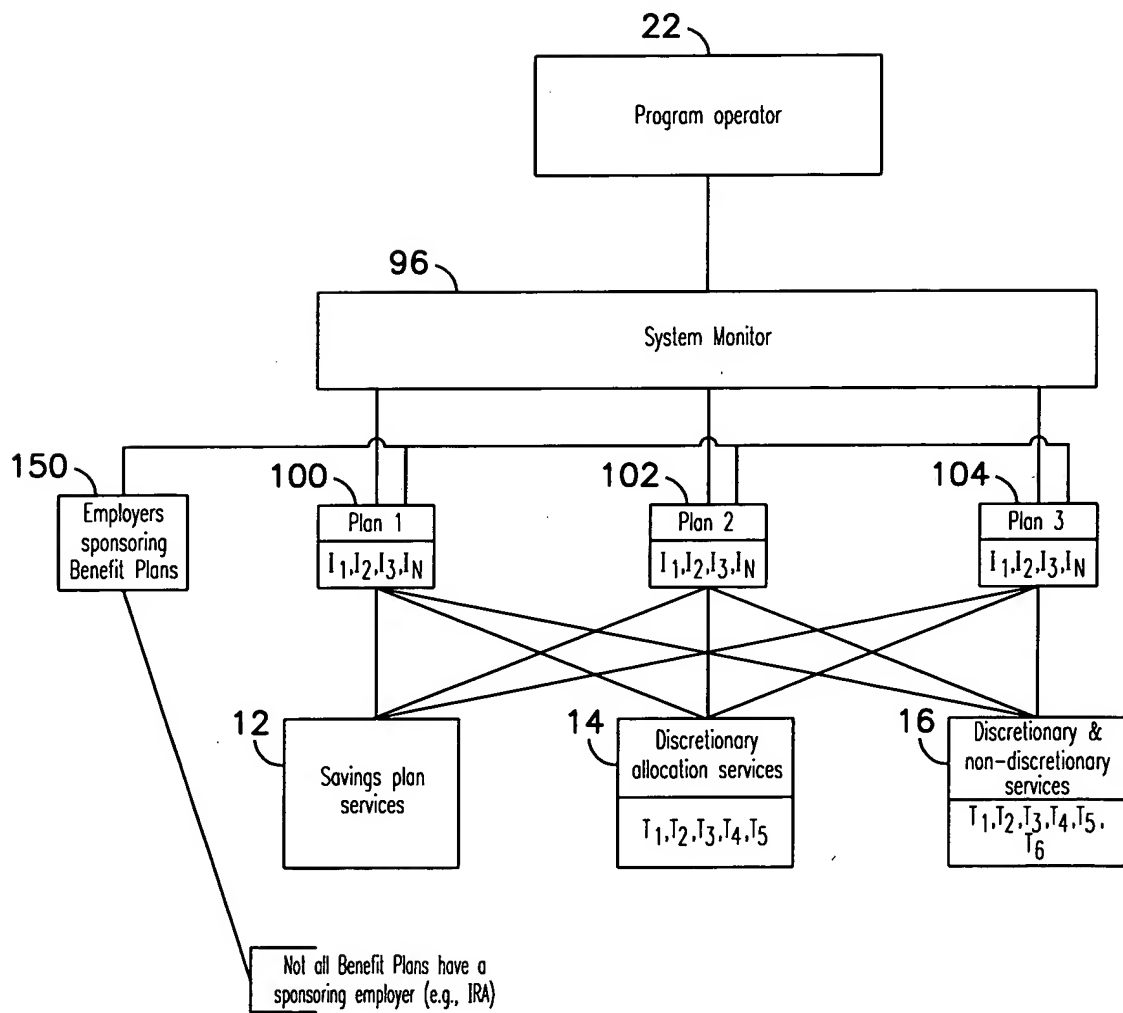 22
Program operator
96
System Monitor
150
100
102
104
Employers
sponsoring
Benefit Plans
Plan 1
I1,I2,I3,IN
Plan 2
I1,I2,I3,IN
Plan 3
I1,I2,I3,IN
12
14
16
Savings plan
services
Discretionary
allocation services
T1,T2,T3,T4,T5
Discretionary &
non-discretionary
services
T1,T2,T3,T4,T5,
T6
Not all Benefit Plans have a
sponsoring employer (e.g., IRA)